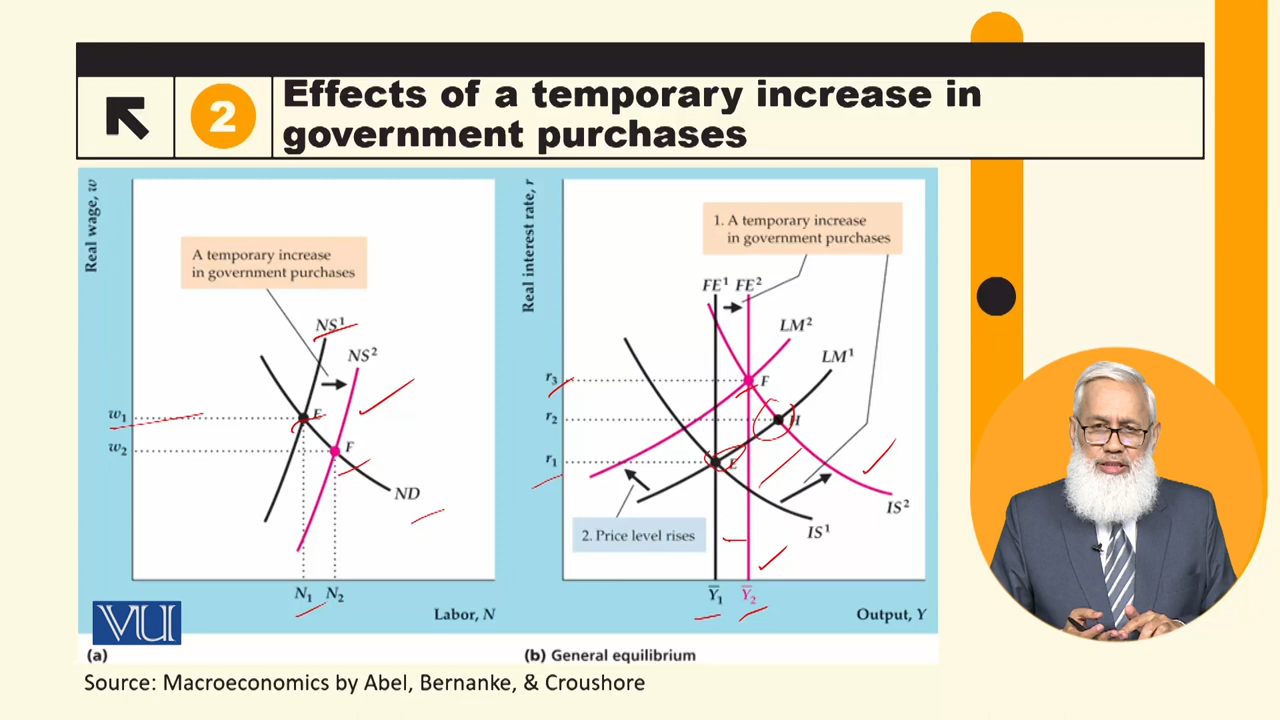 2
Effects of a temporary increase in
government purchases
Real wage, w
A temporary increase
in government purchases
NS¹
NS²
w₁
E
w₂
F
ND
N₁ N₂
Labor, N
(a)
Real interest rate, r
1. A temporary increase
in government purchases
FE¹ FE²
LM²
LM¹
r₃
F
r₂
H
r₁
E
IS²
IS¹
2. Price level rises
Y̅₁ Y̅₂
Output, Y
(b) General equilibrium
VU
Source: Macroeconomics by Abel, Bernanke, & Croushore